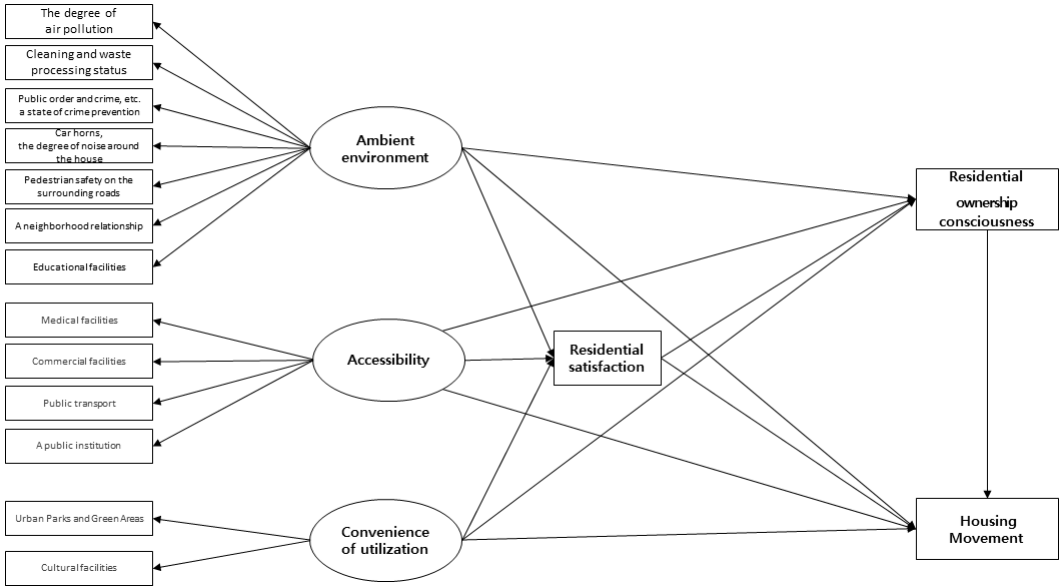 The degree of
air pollution
Cleaning and waste
processing status
Public order and crime, etc.
a state of crime prevention
Car horns,
the degree of noise around
the house
Pedestrian safety on the
surrounding roads
A neighborhood relationship
Educational facilities
Medical facilities
Commercial facilities
Public transport
A public institution
Urban Parks and Green Areas
Cultural facilities
Ambient
environment
Accessibility
Convenience
of utilization
Residential
satisfaction
Residential
ownership
consciousness
Housing
Movement